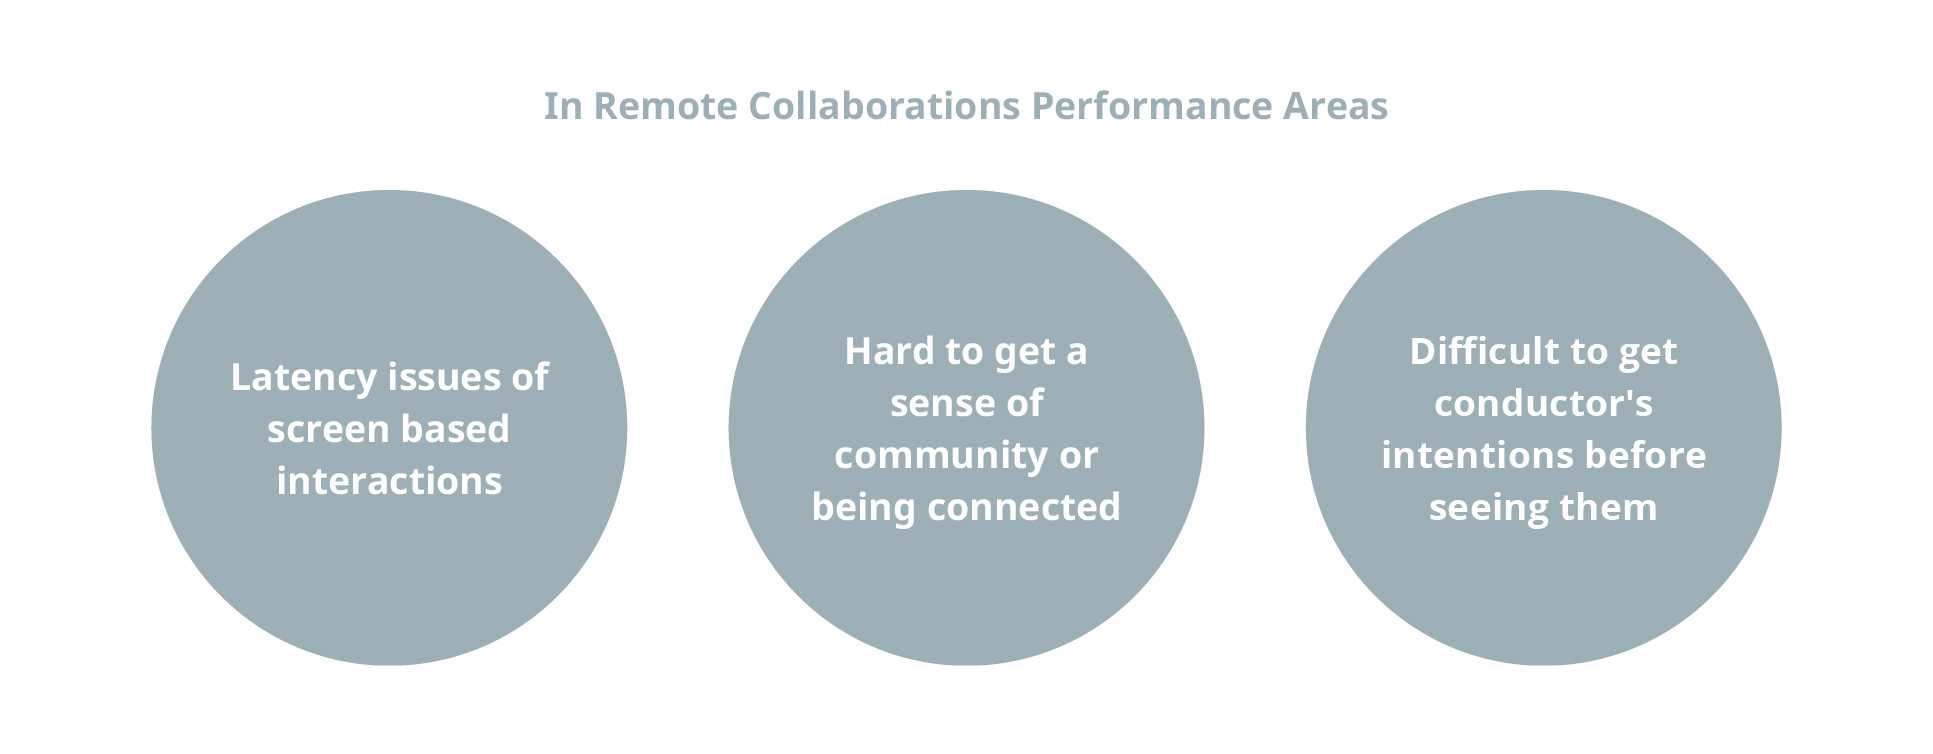 In Remote Collaborations Performance Areas
Latency issues of
screen based
interactions
Hard to get a
sense of
community or
being connected
Difficult to get
conductor's
intentions before
seeing them